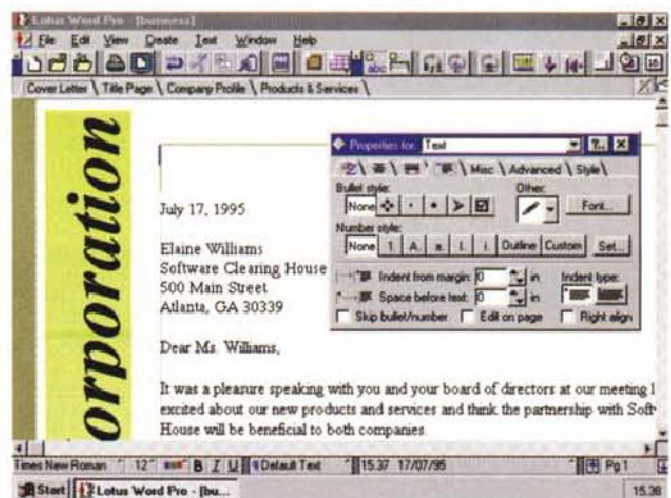 Lotus Word Pro - [business]
File Edit View Create Text Window Help
Cover Letter \ Title Page \ Company Profile \ Products & Services \
orporation
July 17, 1995
Elaine Williams
Software Clearing House
500 Main Street
Atlanta, GA 30339
Dear Ms. Williams,
It was a pleasure speaking with you and your board of directors at our meeting l
excited about our new products and services and think the partnership with Soft
House will be beneficial to both companies.
Properties for: Text
Misc \ Advanced \ Style \
Bullet style: Other:
None Font...
Number style:
None 1. A. a. I. i. Outline Custom Set...
Indent from margin: 0 in Indent type:
Space before text: 0 in
Skip bullet/number Edit on page Right align
Times New Roman 12 B I U Default Text 15.37 17/07/95 Pg 1
Start Lotus Word Pro - [bu... 15.38